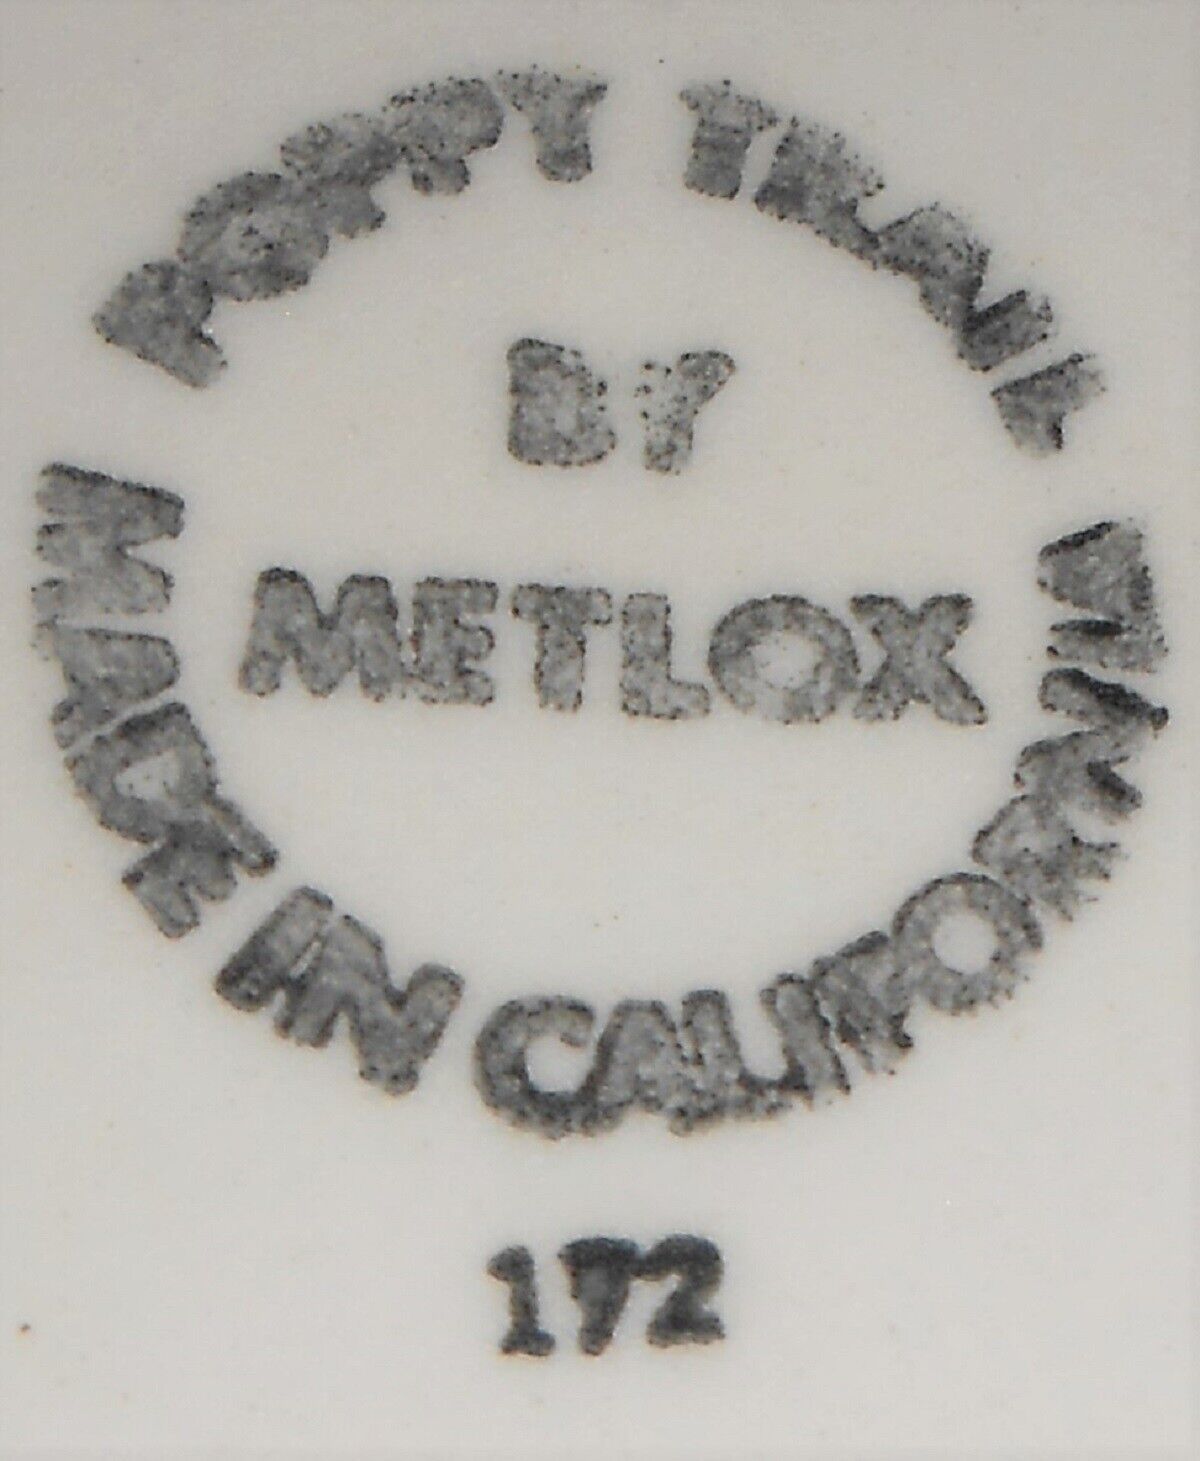 POPPY TRAIL
BY
METLOX
MADE IN CALIFORNIA
172